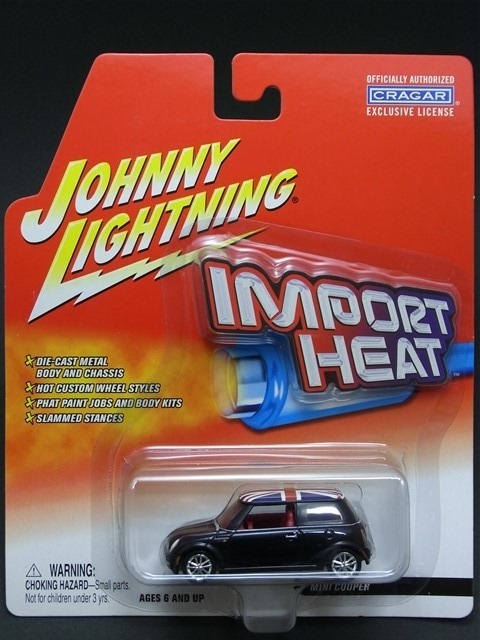 OFFICIALLY AUTHORIZED
CRAGAR®
EXCLUSIVE LICENSE
JOHNNY
LIGHTNING®
IMPORT
HEAT™
DIE-CAST METAL
BODY AND CHASSIS
HOT CUSTOM WHEEL STYLES
PHAT PAINT JOBS AND BODY KITS
SLAMMED STANCES
WARNING:
CHOKING HAZARD—Small parts.
Not for children under 3 yrs.
AGES 6 AND UP
MINI COOPER